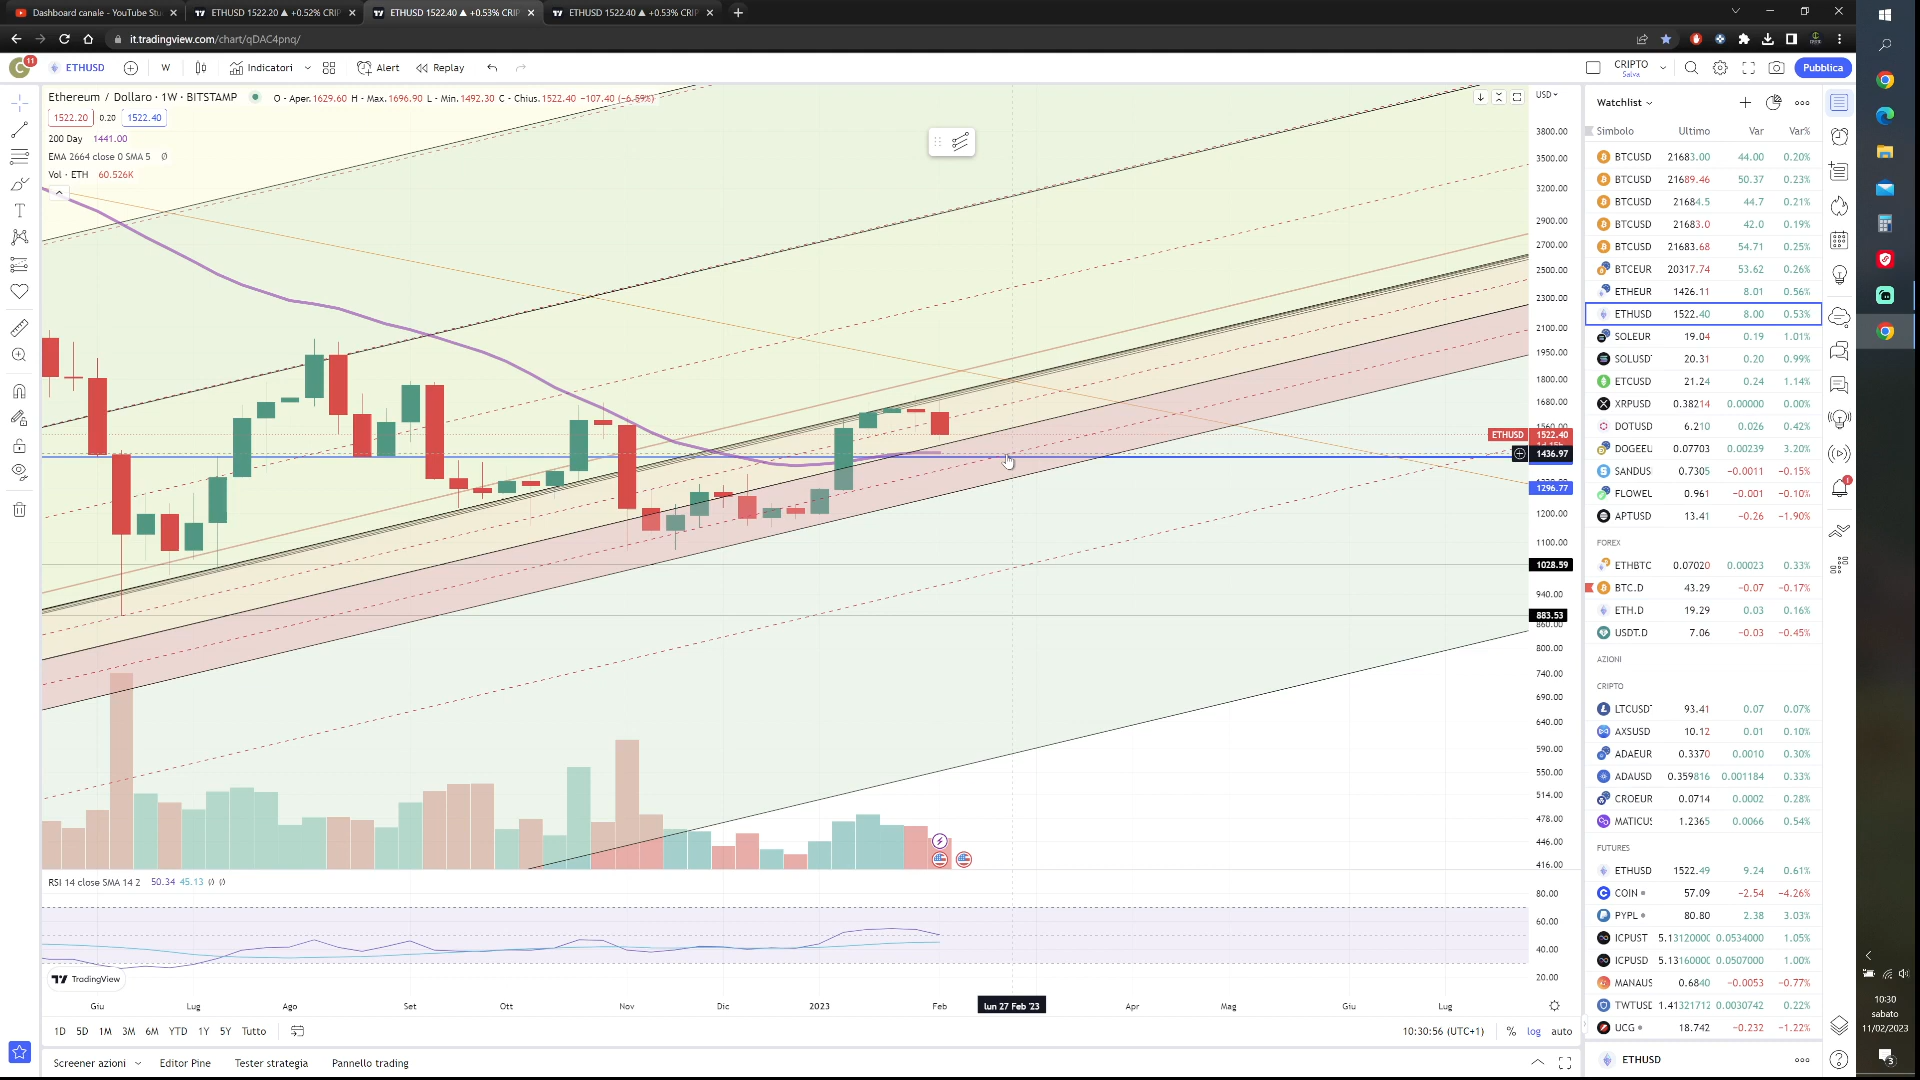 Dashboard canale - YouTube Stu
ETHUSD 1522.20 ▲ +0.52% CRIP
ETHUSD 1522.40 ▲ +0.53% CRIP
ETHUSD 1522.40 ▲ +0.53% CRIP
it.tradingview.com/chart/qDAC4pnq/
C 11 ETHUSD W Indicatori Alert Replay CRIPTO Salva Pubblica
Ethereum / Dollaro · 1W · BITSTAMP O - Aper.1629.60 H - Max.1696.90 L - Min.1492.30 C - Chius.1522.40 −107.40 (−6.59%)
1522.20 0.20 1522.40
200 Day 1441.00
EMA 2664 close 0 SMA 5 Ø
Vol · ETH 60.526K
USD
3800.00
3500.00
3200.00
2900.00
2700.00
2500.00
2300.00
2100.00
1950.00
1800.00
1680.00
ETHUSD 1522.40
1436.97
1296.77
1200.00
1100.00
1028.59
940.00
883.53
860.00
800.00
740.00
690.00
640.00
590.00
550.00
514.00
478.00
446.00
416.00
RSI 14 close SMA 14 2 50.34 45.13 Ø Ø
80.00
60.00
40.00
20.00
TradingView
Giu Lug Ago Set Ott Nov Dic 2023 Feb lun 27 Feb '23 Apr Mag Giu Lug
1D 5D 1M 3M 6M YTD 1Y 5Y Tutto 10:30:56 (UTC+1) % log auto
Screener azioni Editor Pine Tester strategia Pannello trading
Watchlist
Simbolo Ultimo Var Var%
BTCUSD 21683.00 44.00 0.20%
BTCUSD 21689.46 50.37 0.23%
BTCUSD 21684.5 44.7 0.21%
BTCUSD 21683.0 42.0 0.19%
BTCUSD 21683.68 54.71 0.25%
BTCEUR 20317.74 53.62 0.26%
ETHEUR 1426.11 8.01 0.56%
ETHUSD 1522.40 8.00 0.53%
SOLEUR 19.04 0.19 1.01%
SOLUSD 20.31 0.20 0.99%
ETCUSD 21.24 0.24 1.14%
XRPUSD 0.38214 0.00000 0.00%
DOTUSD 6.210 0.026 0.42%
DOGEEU 0.07703 0.00239 3.20%
SANDUS 0.7305 −0.0011 −0.15%
FLOWEL 0.961 −0.001 −0.10%
APTUSD 13.41 −0.26 −1.90%
FOREX
ETHBTC 0.07020 0.00023 0.33%
BTC.D 43.29 −0.07 −0.17%
ETH.D 19.29 0.03 0.16%
USDT.D 7.06 −0.03 −0.45%
AZIONI
CRIPTO
LTCUSD 93.41 0.07 0.07%
AXSUSD 10.12 0.01 0.10%
ADAEUR 0.3370 0.0010 0.30%
ADAUSD 0.359816 0.001184 0.33%
CROEUR 0.0714 0.0002 0.28%
MATICUS 1.2365 0.0066 0.54%
FUTURES
ETHUSD 1522.49 9.24 0.61%
COIN 57.09 −2.54 −4.26%
PYPL 80.80 2.38 3.03%
ICPUST 5.13120000 0.0534000 1.05%
ICPUSD 5.13160000 0.0507000 1.00%
MANAUS 0.6840 −0.0053 −0.77%
TWTUSD 1.41321712 0.0030742 0.22%
UCG 18.742 −0.232 −1.22%
ETHUSD
10:30
sabato
11/02/2023
3